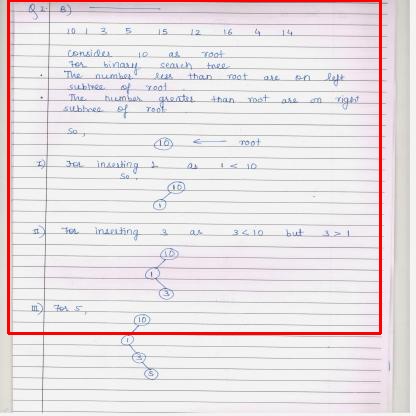 Q 2. B)
10 1 3 5 15 12 16 4 14
Consider 10 as root
For binary search tree
• The number less than root are on left
subtree of root.
• The number greater than root are on right
subtree of root.
So,
10 ← root
I) For inserting 1 as 1 < 10
So.
10
1
II) For inserting 3 as 3 < 10 but 3 > 1
10
1
3
III) For 5,
10
1
3
5